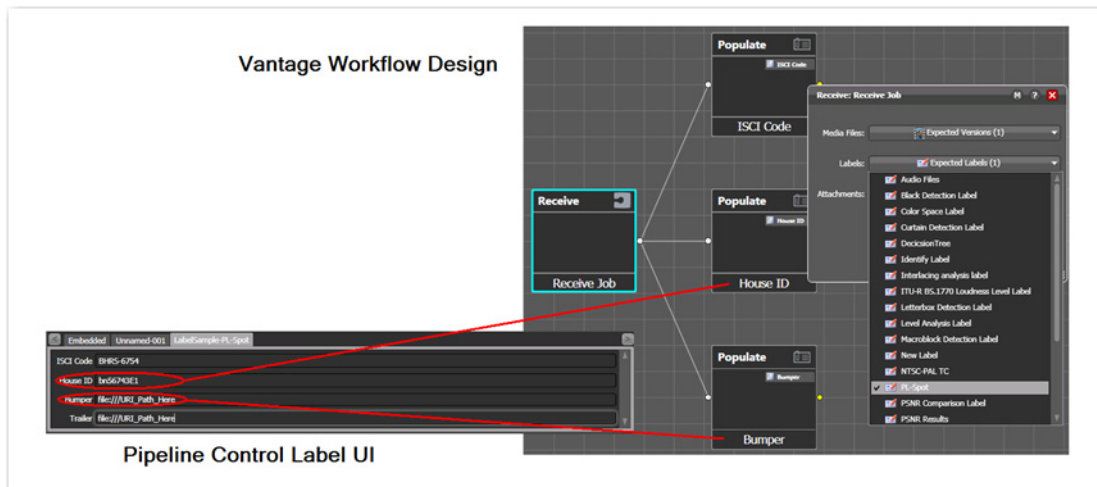 Vantage Workflow Design
Populate
ISCI Code
ISCI Code
Receive: Receive Job
Media Files: Expected Versions (1)
Labels: Expected Labels (1)
Attachments:
Audio Files
Black Detection Label
Color Space Label
Curtain Detection Label
DecicsionTree
Identify Label
Interlacing analysis label
ITU-R BS.1770 Loudness Level Label
Letterbox Detection Label
Level Analysis Label
Macroblock Detection Label
New Label
NTSC-PAL TC
PL-Spot
PSNR Comparison Label
PSNR Results
Receive
Receive Job
Populate
House ID
House ID
Populate
Bumper
Bumper
Embedded Unnamed-001 LabelSample-PL-Spot
ISCI Code BHRS-6754
House ID bn56743E1
Bumper file:///URI_Path_Here
Trailer file:///URI_Path_Here
Pipeline Control Label UI